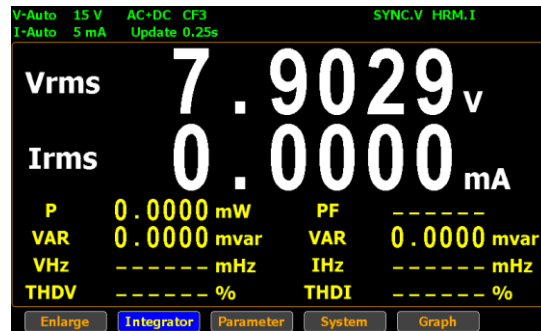 V-Auto 15 V AC+DC CF3 SYNC.V HRM.I
I-Auto 5 mA Update 0.25s
Vrms 7.9029 V
Irms 0.0000 mA
P 0.0000 mW PF ------
VAR 0.0000 mvar VAR 0.0000 mvar
VHz ------ mHz IHz ------ mHz
THDV ------ % THDI ------ %
Enlarge Integrator Parameter System Graph